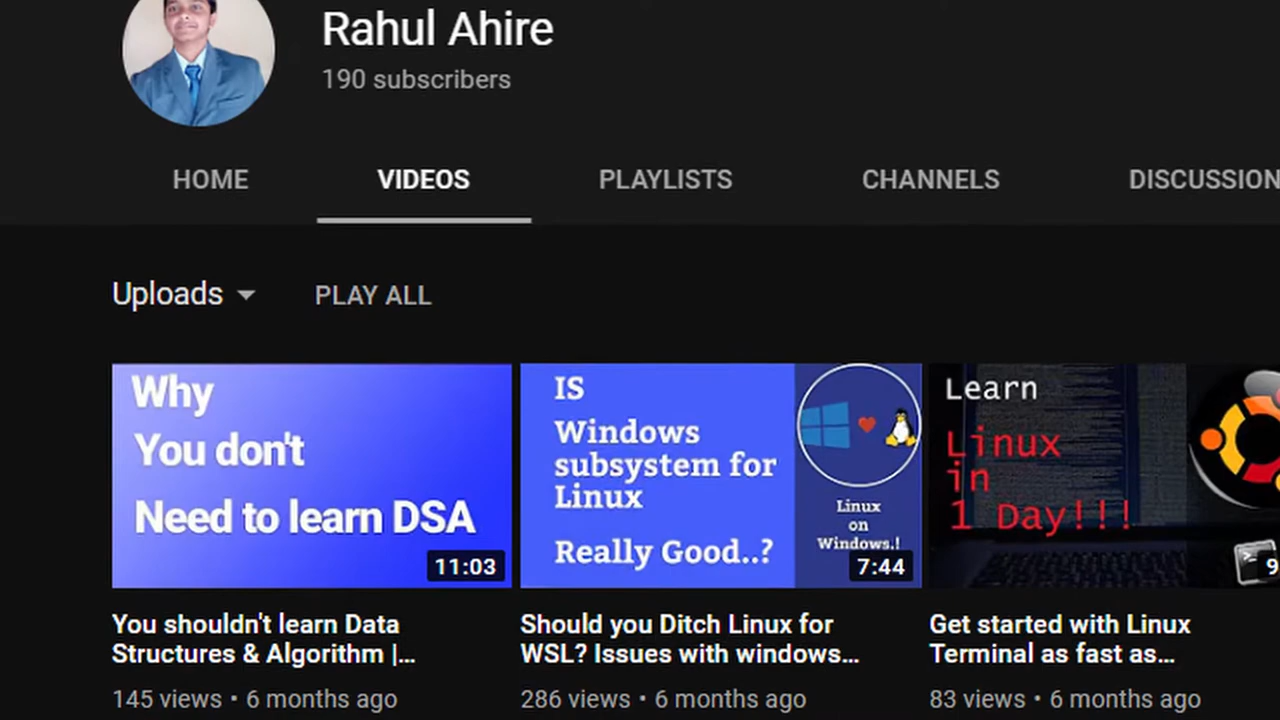 Rahul Ahire
190 subscribers
HOME VIDEOS PLAYLISTS CHANNELS DISCUSSION
Uploads PLAY ALL
Why
You don't
Need to learn DSA
11:03
IS
Windows
subsystem for
Linux
Really Good..?
Linux
on
Windows.!
7:44
Learn
Linux
in
1 Day!!!
9
You shouldn't learn Data
Structures & Algorithm |...
145 views • 6 months ago
Should you Ditch Linux for
WSL? Issues with windows...
286 views • 6 months ago
Get started with Linux
Terminal as fast as...
83 views • 6 months ago